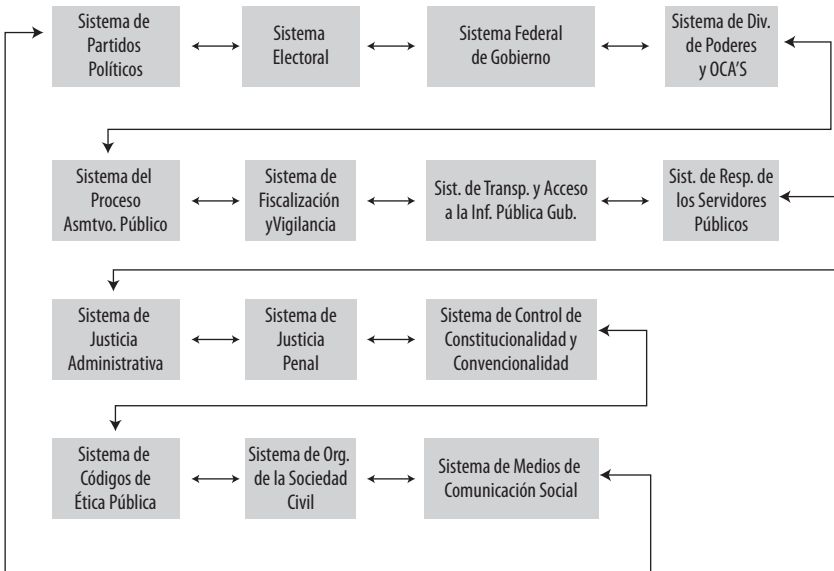 Sistema de
Partidos
Políticos
Sistema
Electoral
Sistema Federal
de Gobierno
Sistema de Div.
de Poderes
y OCA'S
Sistema del
Proceso
Asmtvo. Público
Sistema de
Fiscalización
yVigilancia
Sist. de Transp. y Acceso
a la Inf. Pública Gub.
Sist. de Resp. de
los Servidores
Públicos
Sistema de
Justicia
Administrativa
Sistema de
Justicia
Penal
Sistema de Control de
Constitucionalidad y
Convencionalidad
Sistema de
Códigos de
Ética Pública
Sistema de Org.
de la Sociedad
Civil
Sistema de Medios de
Comunicación Social